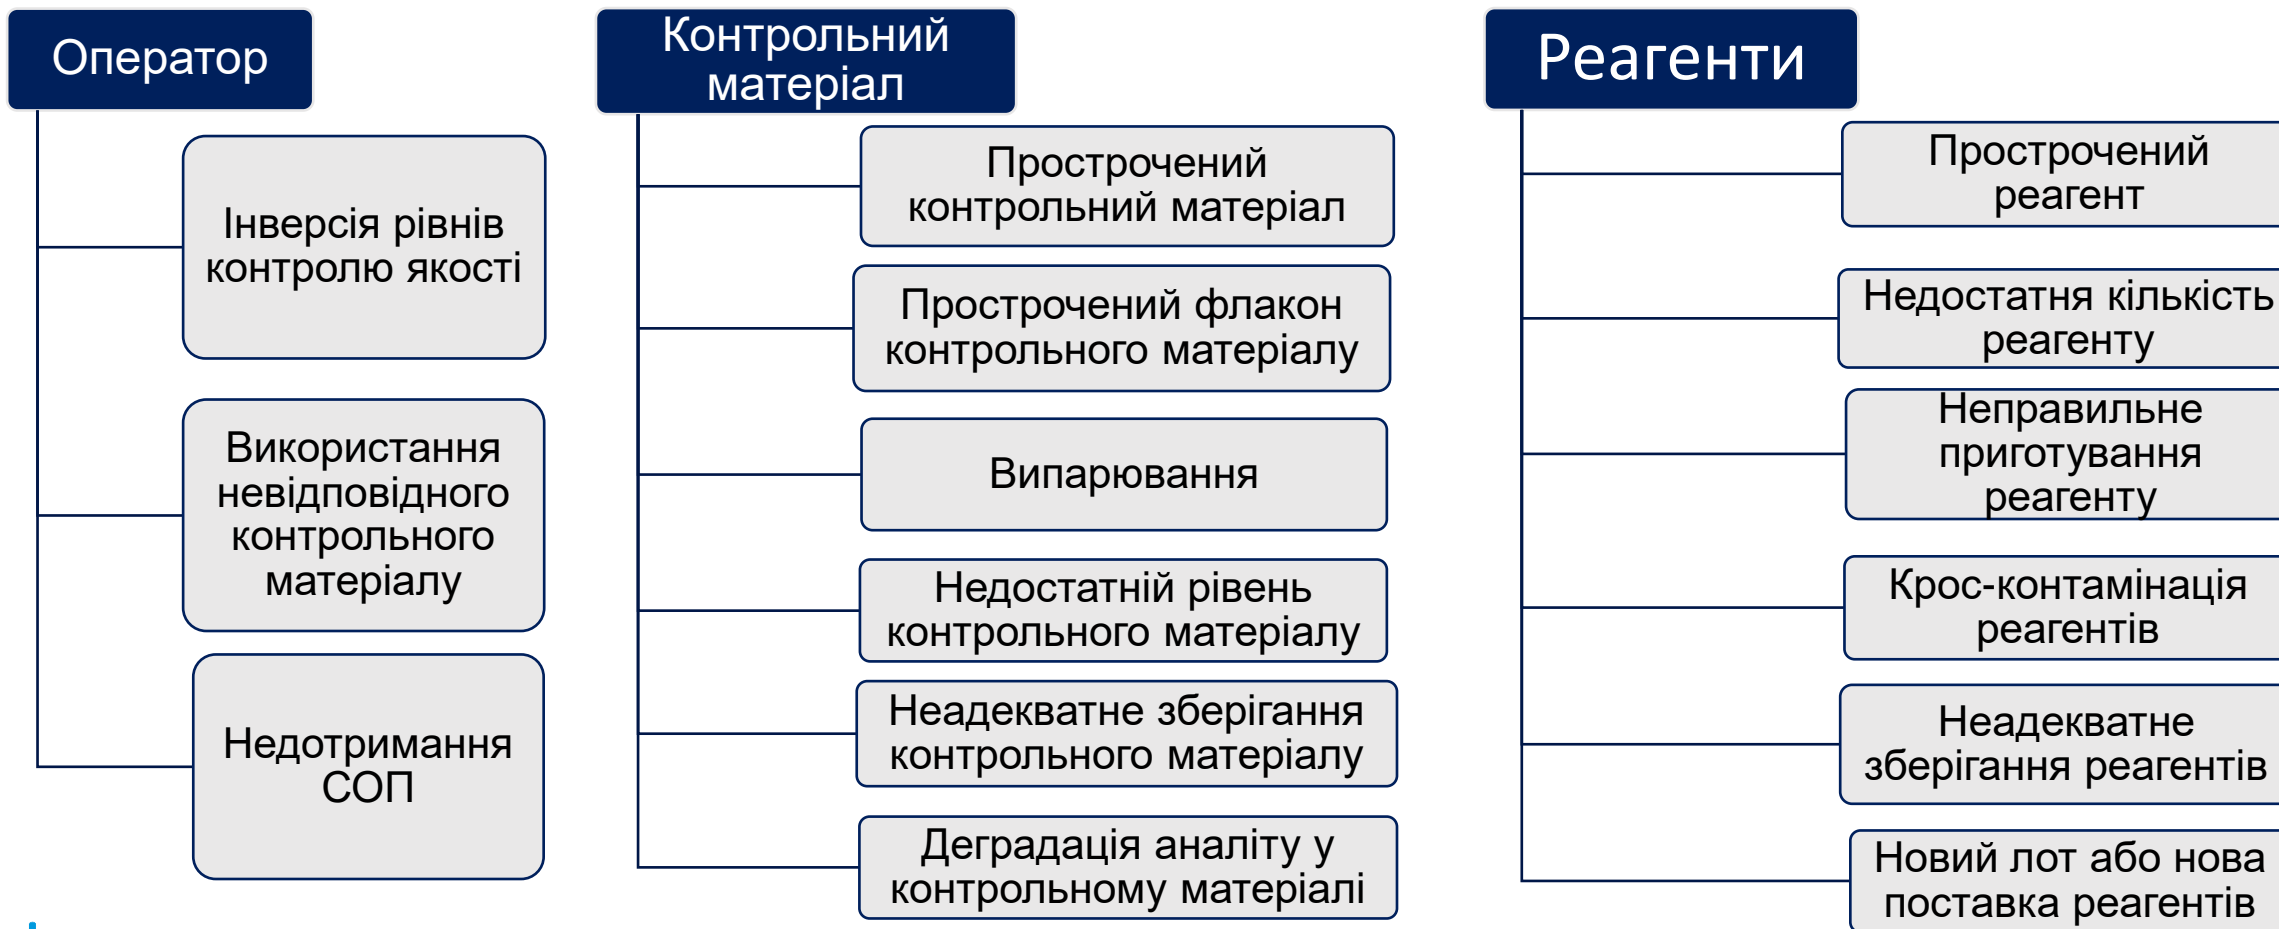 Оператор
Інверсія рівнів
контролю якості
Використання
невідповідного
контрольного
матеріалу
Недотримання
СОП
Контрольний
матеріал
Прострочений
контрольний матеріал
Прострочений флакон
контрольного матеріалу
Випарювання
Недостатній рівень
контрольного матеріалу
Неадекватне зберігання
контрольного матеріалу
Деградація аналіту у
контрольному матеріалі
Реагенти
Прострочений
реагент
Недостатня кількість
реагенту
Неправильне
приготування
реагенту
Крос-контамінація
реагентів
Неадекватне
зберігання реагентів
Новий лот або нова
поставка реагентів